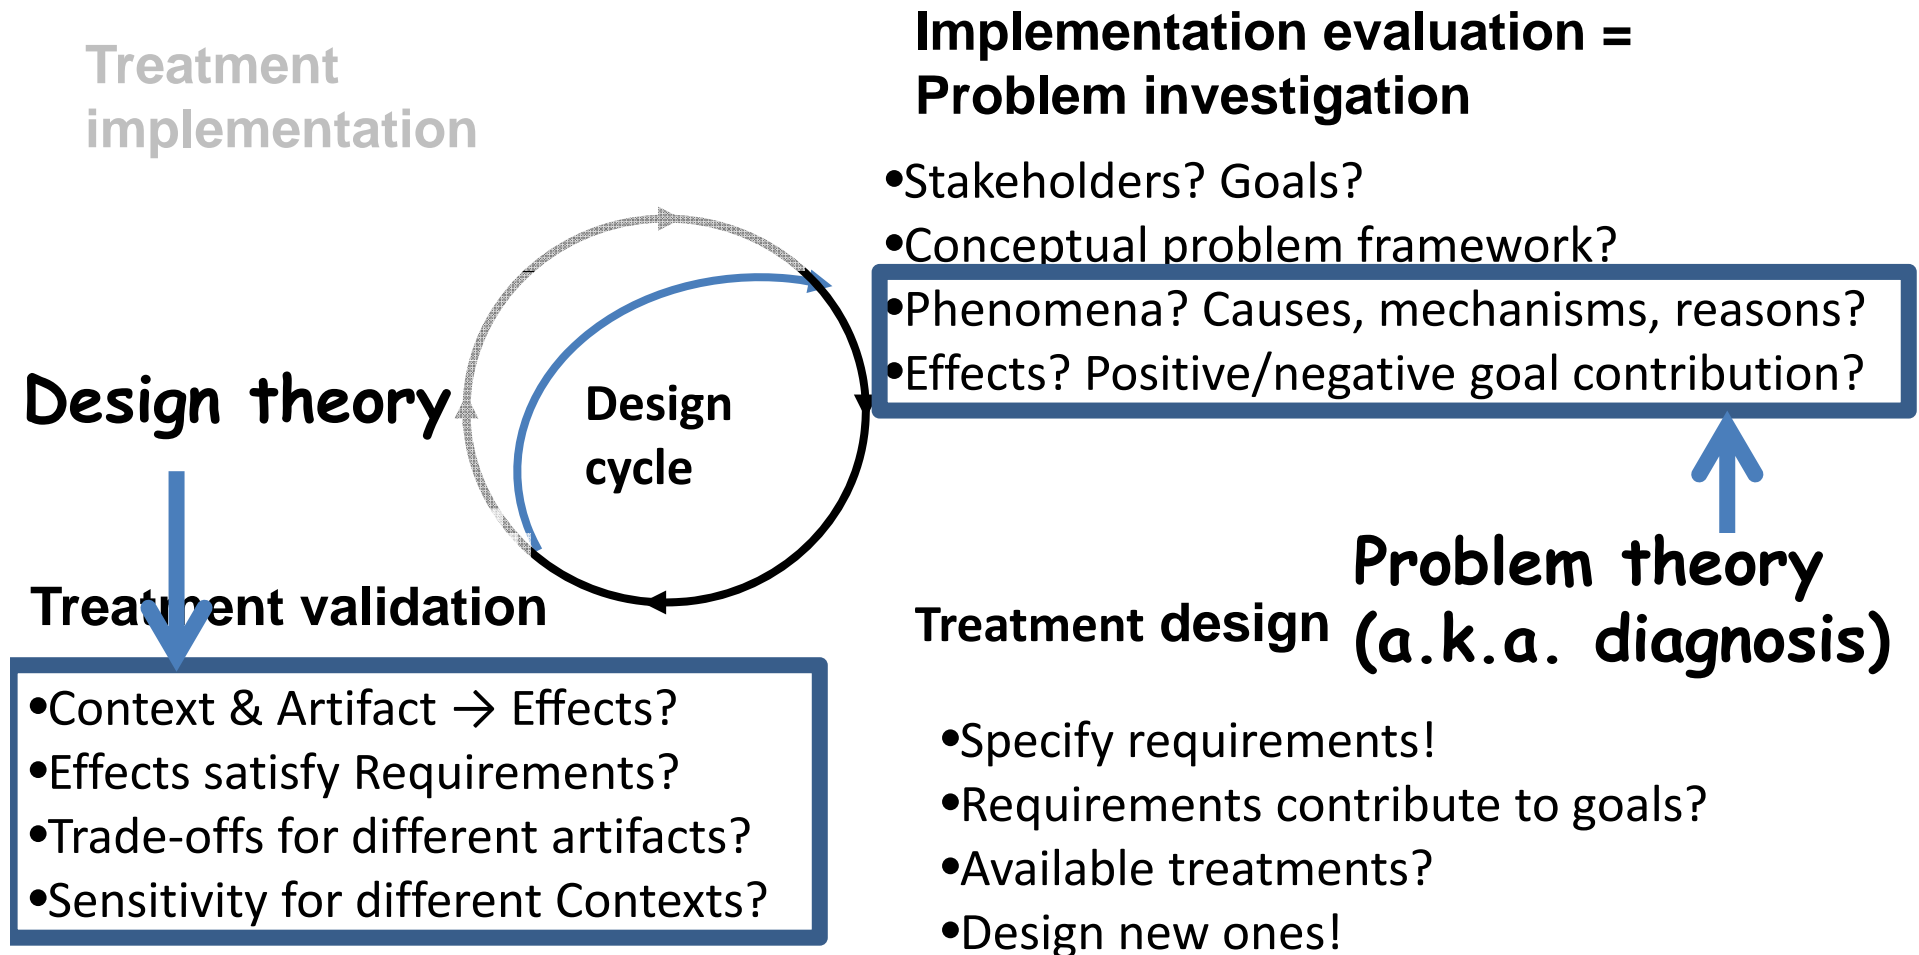 Treatment
implementation
Implementation evaluation =
Problem investigation
•Stakeholders? Goals?
•Conceptual problem framework?
•Phenomena? Causes, mechanisms, reasons?
•Effects? Positive/negative goal contribution?
Design theory
Design
cycle
Problem theory
(a.k.a. diagnosis)
Treatment validation
•Context & Artifact → Effects?
•Effects satisfy Requirements?
•Trade-offs for different artifacts?
•Sensitivity for different Contexts?
Treatment design
•Specify requirements!
•Requirements contribute to goals?
•Available treatments?
•Design new ones!